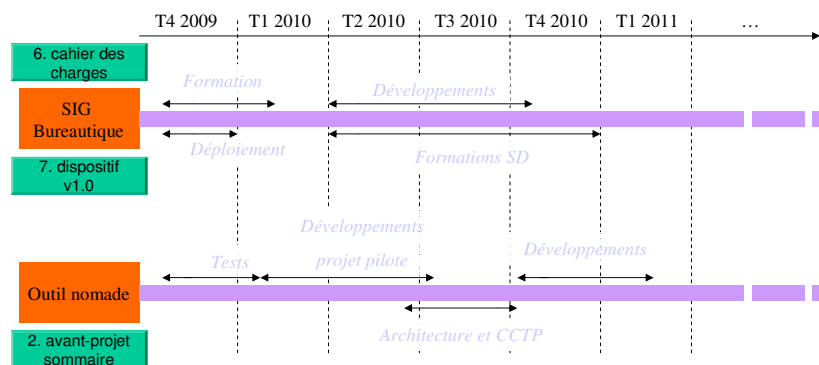 T4 2009 T1 2010 T2 2010 T3 2010 T4 2010 T1 2011 …
6. cahier des
charges
Formation
Développements
SIG
Bureautique
Déploiement
Formations SD
7. dispositif
v1.0
Développements
projet pilote
Tests
Développements
Outil nomade
Architecture et CCTP
2. avant-projet
sommaire